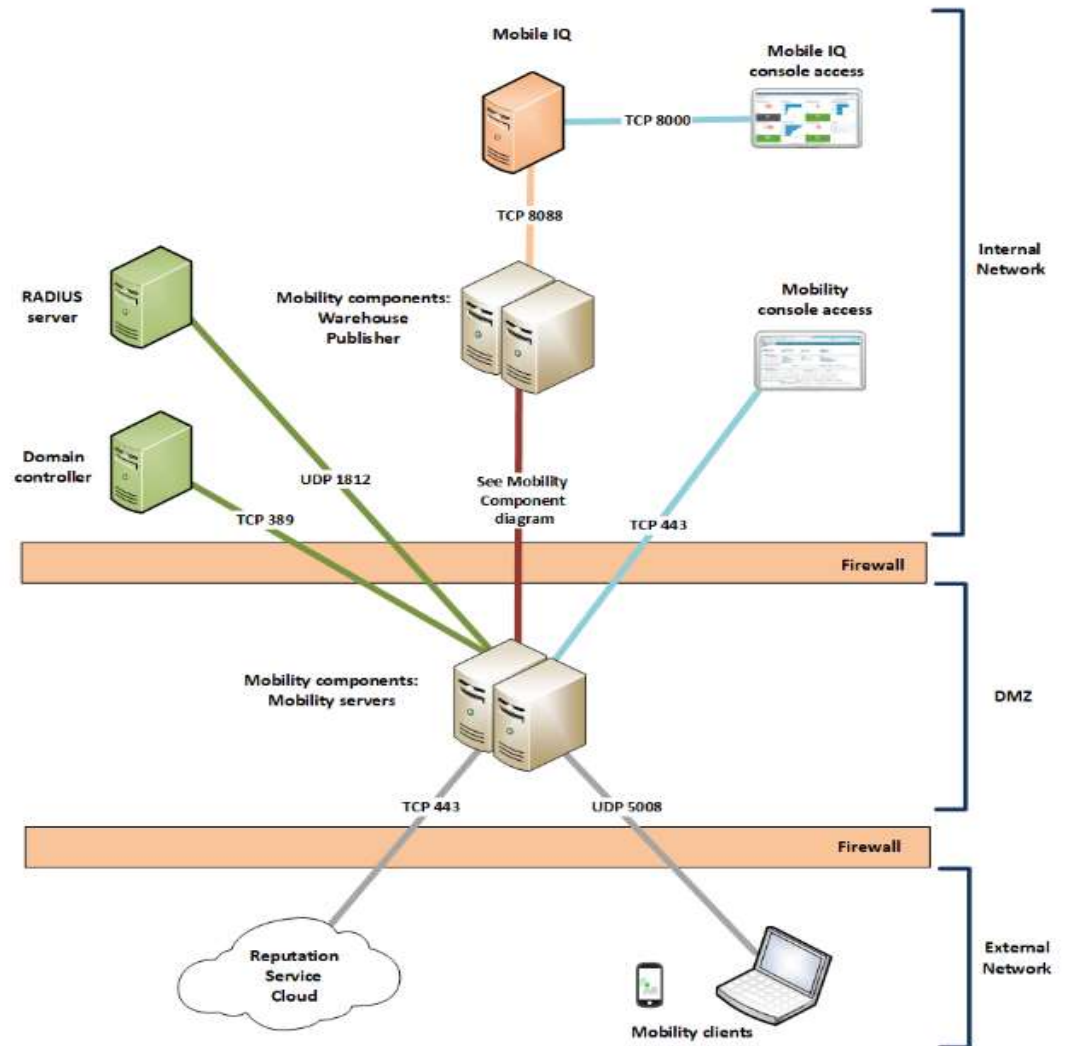 Mobile IQ
Mobile IQ
console access
TCP 8000
TCP 8088
Internal
Network
RADIUS
server
Mobility components:
Warehouse
Publisher
Mobility
console access
Domain
controller
UDP 1812
See Mobility
Component
diagram
TCP 389
TCP 443
Firewall
Mobility components:
Mobility servers
DMZ
TCP 443
UDP 5008
Firewall
Reputation
Service
Cloud
External
Network
Mobility clients